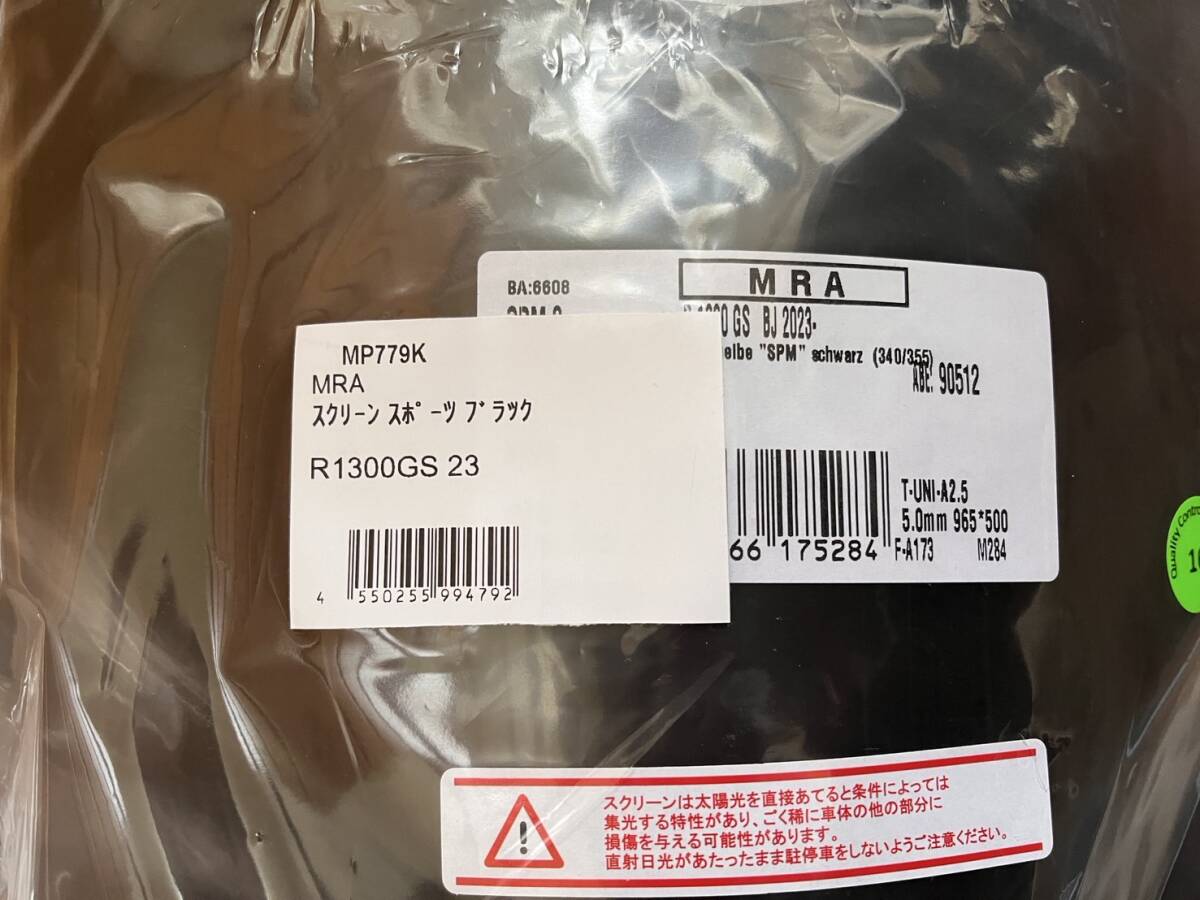 MRA
BA:6608
GS BJ 2023-
"SPM" schwarz (340/355)
ABE: 90512
T-UNI-A2.5
5.0mm 965*500
66 175284
F-A173 M284
MP779K
MRA
スクリーン スポーツ ブラック
R1300GS 23
4 550255 994792
Quality Contro
スクリーンは太陽光を直接あてると条件によっては
集光する特性があり、ごく稀に車体の他の部分に
損傷を与える可能性があります。
直射日光があたったまま駐停車をしないようご注意ください。